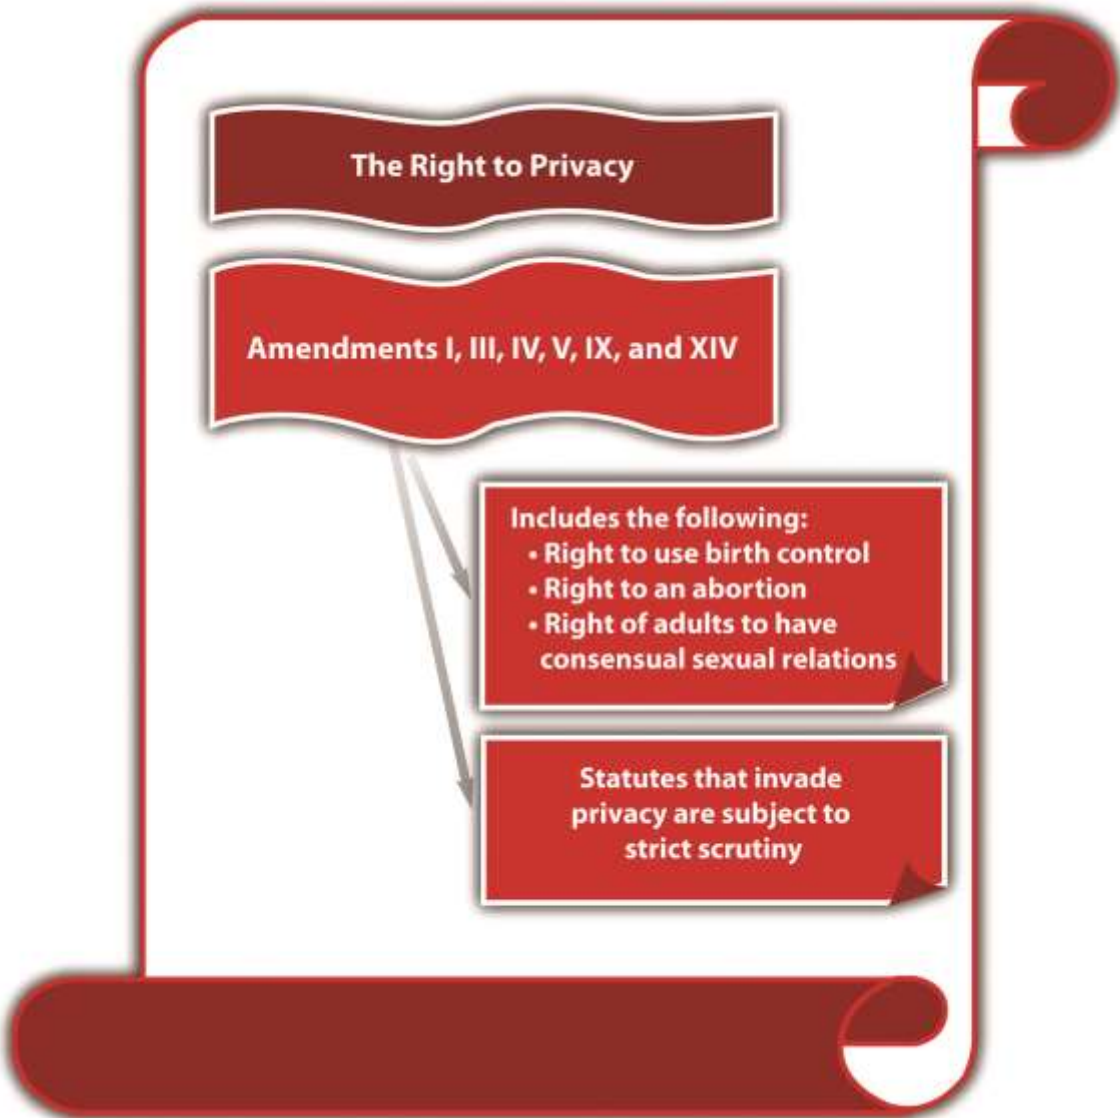 The Right to Privacy
Amendments I, III, IV, V, IX, and XIV
Includes the following:
• Right to use birth control
• Right to an abortion
• Right of adults to have
consensual sexual relations
Statutes that invade
privacy are subject to
strict scrutiny